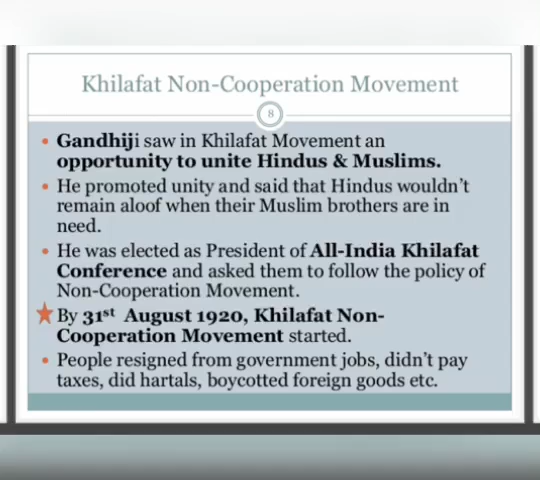 Khilafat Non-Cooperation Movement
8
• Gandhiji saw in Khilafat Movement an
opportunity to unite Hindus & Muslims.
• He promoted unity and said that Hindus wouldn't
remain aloof when their Muslim brothers are in
need.
• He was elected as President of All-India Khilafat
Conference and asked them to follow the policy of
Non-Cooperation Movement.
By 31st August 1920, Khilafat Non-
Cooperation Movement started.
• People resigned from government jobs, didn't pay
taxes, did hartals, boycotted foreign goods etc.